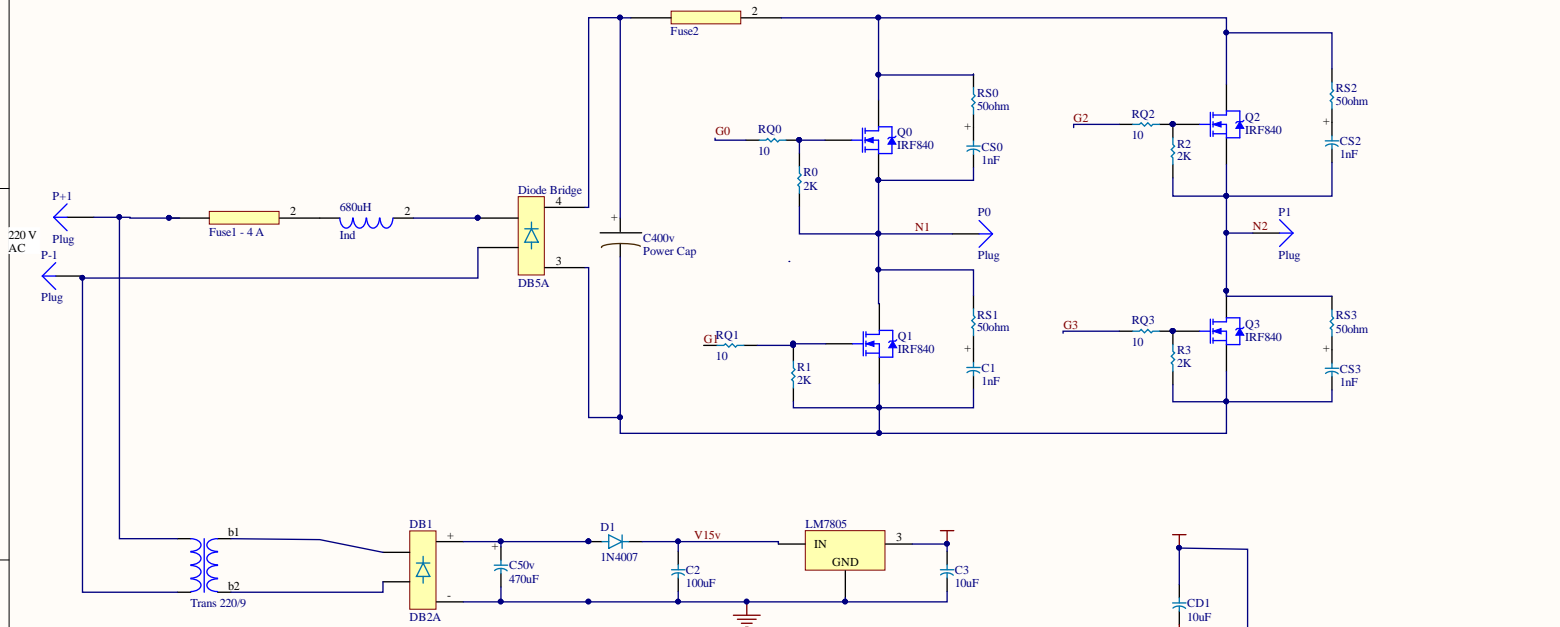 2
Fuse2
RS0
50ohm
CS0
1nF
G0
RQ0
10
R0
2K
Q0
IRF840
G2
RQ2
10
R2
2K
Q2
IRF840
RS2
50ohm
CS2
1nF
P+1
Plug
220 V
AC
P-1
Plug
2
Fuse1 - 4 A
680uH
2
Ind
Diode Bridge
4
3
DB5A
C400v
Power Cap
N1
P0
Plug
N2
P1
Plug
G1
RQ1
10
R1
2K
Q1
IRF840
RS1
50ohm
C1
1nF
G3
RQ3
10
R3
2K
Q3
IRF840
RS3
50ohm
CS3
1nF
b1
b2
Trans 220/9
DB1
+
-
DB2A
+
C50v
470uF
D1
1N4007
V15v
C2
100uF
LM7805
IN
GND
3
C3
10uF
CD1
10uF